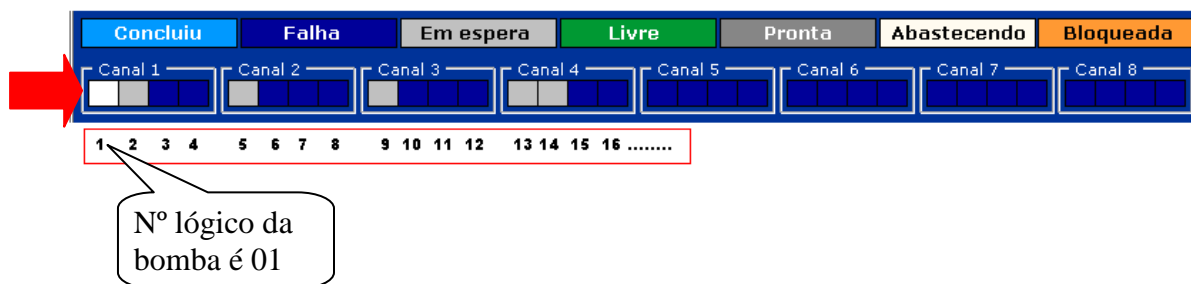 Concluiu Falha Em espera Livre Pronta Abastecendo Bloqueada
Canal 1 Canal 2 Canal 3 Canal 4 Canal 5 Canal 6 Canal 7 Canal 8
1 2 3 4 5 6 7 8 9 10 11 12 13 14 15 16 ........
Nº lógico da
bomba é 01